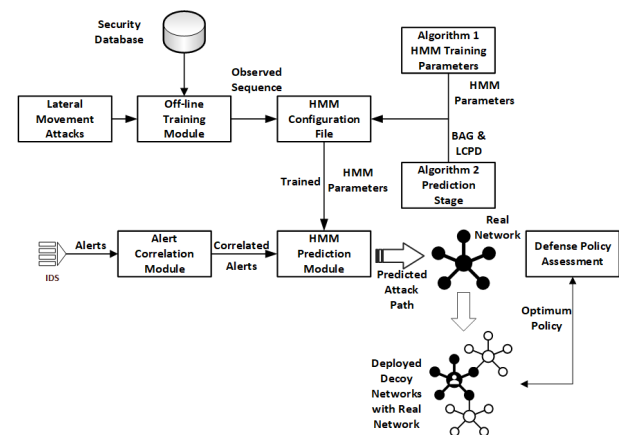 Security
Database
Algorithm 1
HMM Training
Parameters
Observed
Sequence
HMM
Parameters
Lateral
Movement
Attacks
Off-line
Training
Module
HMM
Configuration
File
BAG &
LCPD
Trained
HMM
Parameters
Algorithm 2
Prediction
Stage
Real
Network
IDS
Alerts
Alert
Correlation
Module
Correlated
Alerts
HMM
Prediction
Module
Predicted
Attack
Path
Defense Policy
Assessment
Optimum
Policy
Deployed
Decoy
Networks
with Real
Network